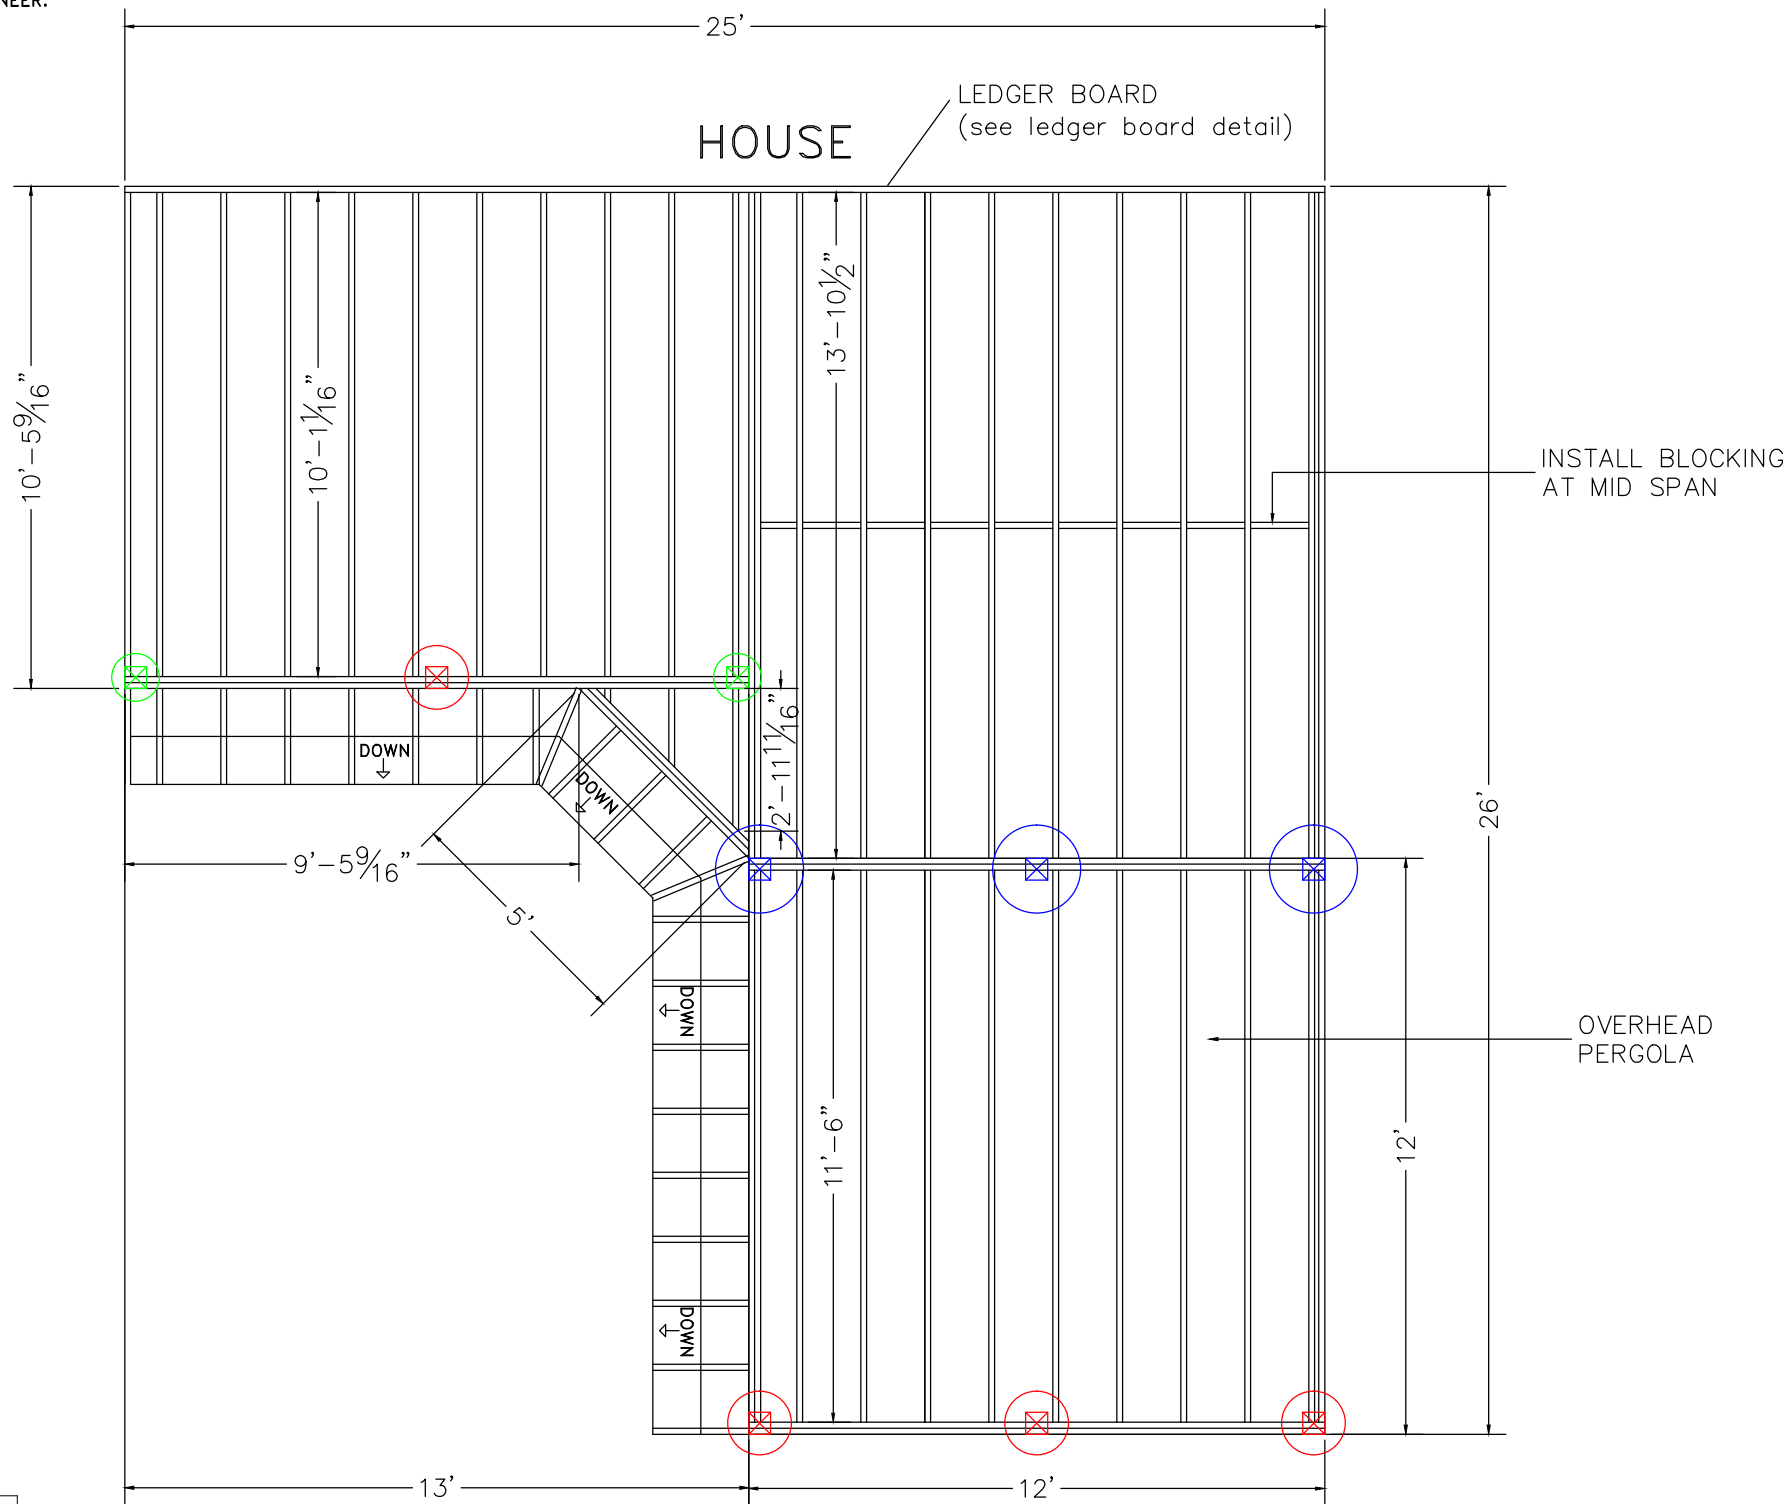 NEER.
25'
LEDGER BOARD
(see ledger board detail)
HOUSE
10'-5 9/16"
10'-1 1/16"
13'-10 1/2"
INSTALL BLOCKING
AT MID SPAN
2'-11 11/16"
DOWN
DOWN
26'
9'-5 9/16"
5'
DOWN
OVERHEAD
PERGOLA
11'-6"
12'
DOWN
13'
12'